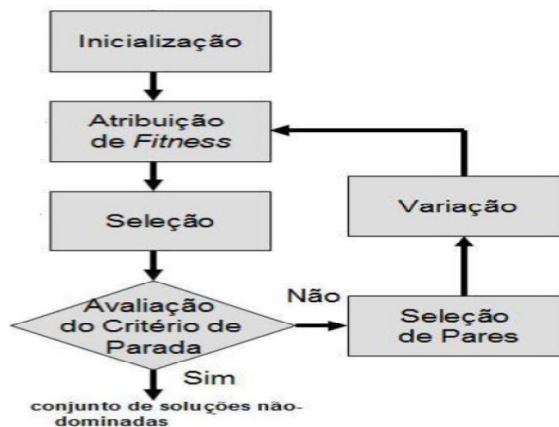 Inicialização
Atribuição
de Fitness
Seleção
Variação
Avaliação
do Critério de
Parada
Não
Seleção
de Pares
Sim
conjunto de soluções não-
dominadas